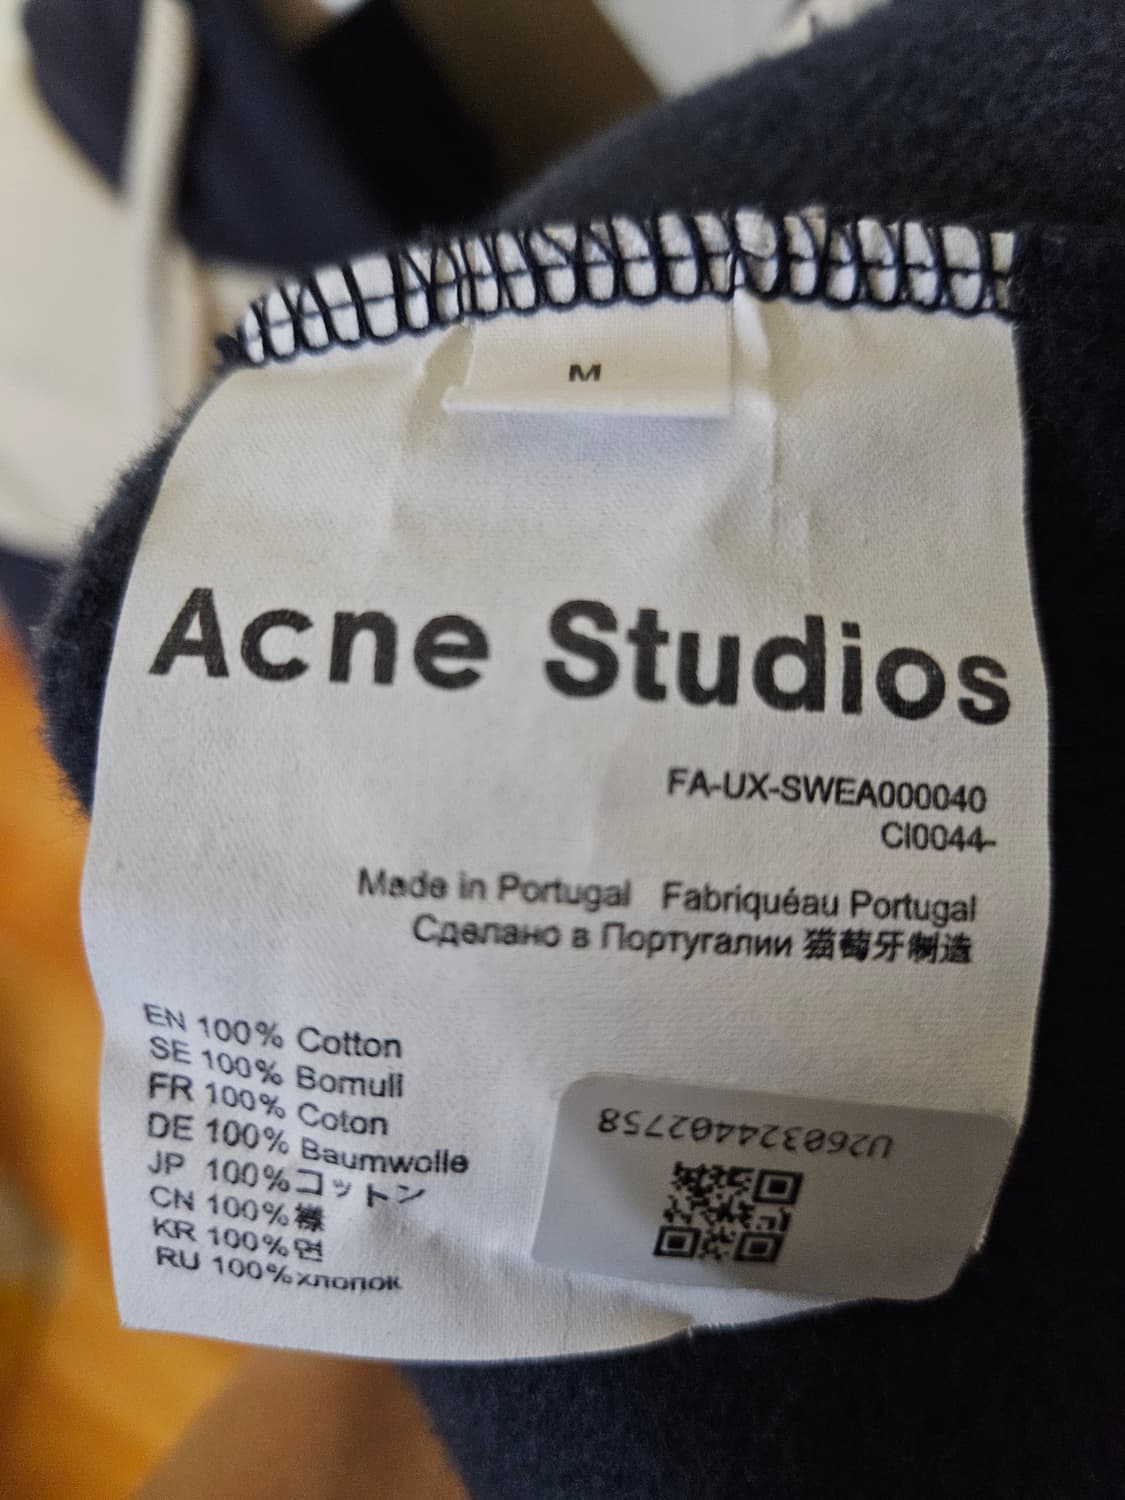 M
Acne Studios
FA-UX-SWEA000040
CI0044-
Made in Portugal Fabriquéau Portugal
Сделано в Португалии 猫萄牙制造
EN 100% Cotton
SE 100% Bomull
FR 100% Coton
DE 100% Baumwolle
JP 100%コットン
CN 100%襟
KR 100%면
RU 100%хлопок
U260324402758